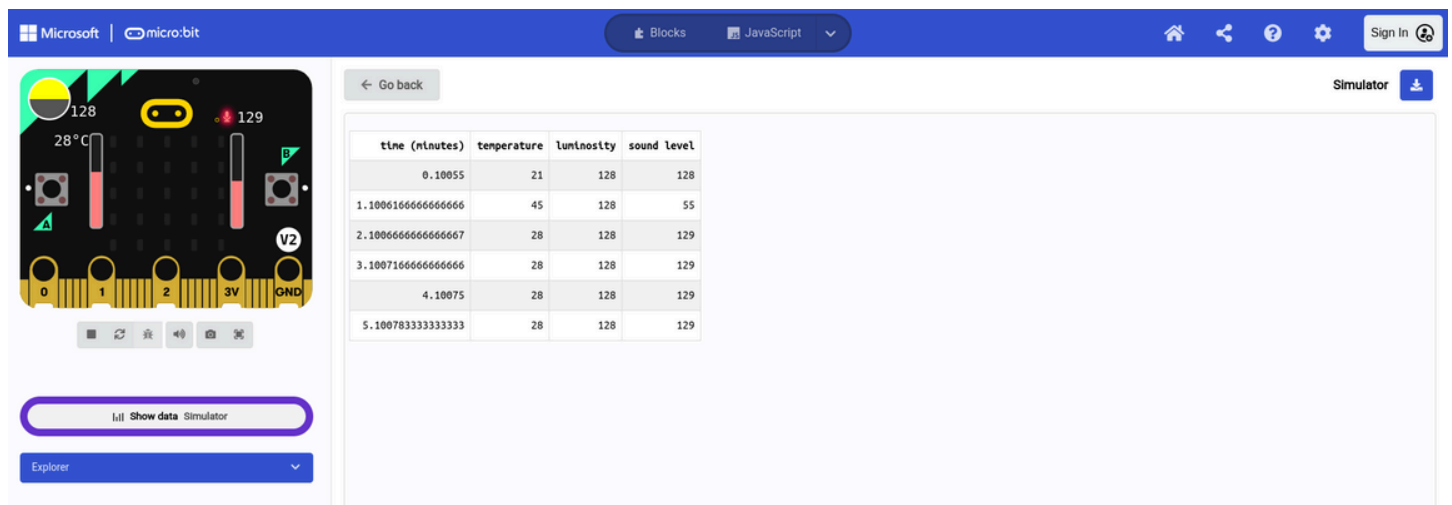 Microsoft | micro:bit Blocks JavaScript Sign In
128
129
28°C
B
A
V2
0 1 2 3V GND
Show data Simulator
Explorer
Go back
Simulator
time (minutes) temperature luminosity sound level
0.10055 21 128 128
1.1006166666666666 45 128 55
2.1006666666666667 28 128 129
3.1007166666666666 28 128 129
4.10075 28 128 129
5.100783333333333 28 128 129